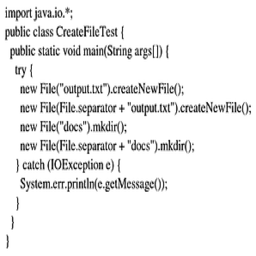 import java.io.*;
public class CreateFileTest {
public static void main(String args[]) {
try {
new File("output.txt").createNewFile();
new File(File.separator + "output.txt").createNewFile();
new File("docs").mkdir();
new File(File.separator + "docs").mkdir();
} catch (IOException e) {
System.err.println(e.getMessage());
}
}
}